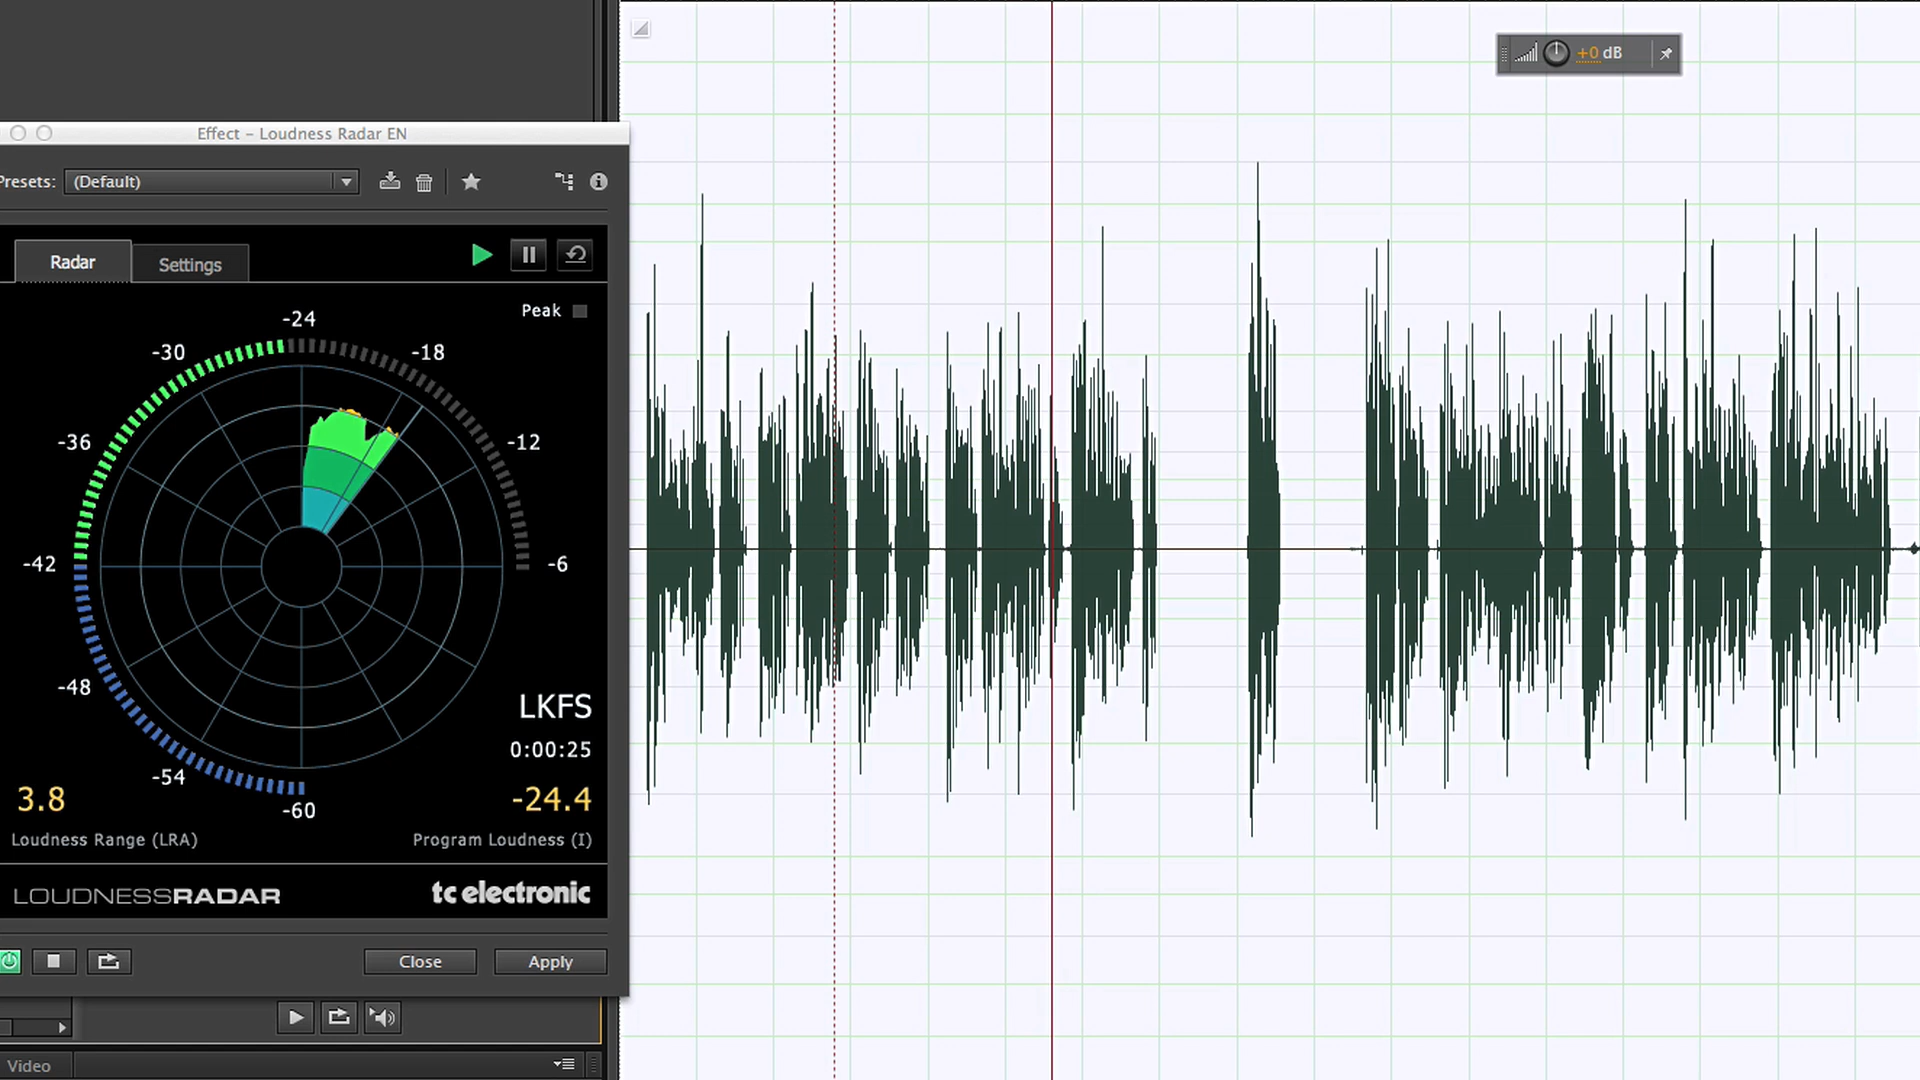 +0 dB
Effect – Loudness Radar EN
Presets: (Default)
Radar
Settings
Peak
-24
-30
-18
-36
-12
-42
-6
-48
-54
-60
LKFS
0:00:25
3.8
-24.4
Loudness Range (LRA)
Program Loudness (I)
LOUDNESSRADAR
tc electronic
Close
Apply
Video